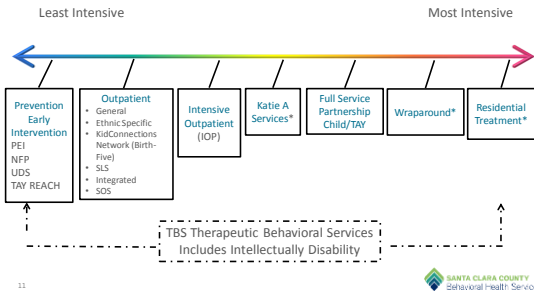 Least Intensive
Most Intensive
Prevention
Early
Intervention
PEI
NFP
UDS
TAY REACH
Outpatient
• General
• Ethnic Specific
• KidConnections
Network (Birth-
Five)
• SLS
• Integrated
• SOS
Intensive
Outpatient
(IOP)
Katie A
Services*
Full Service
Partnership
Child/TAY
Wraparound*
Residential
Treatment*
TBS Therapeutic Behavioral Services
Includes Intellectually Disability
11
SANTA CLARA COUNTY
Behavioral Health Servic